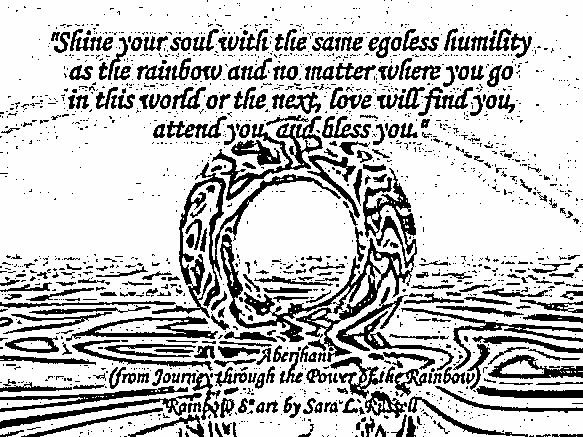 "Shine your soul with the same egoless humility
as the rainbow and no matter where you go
in this world or the next, love will find you,
attend you, and bless you."
Aberjhani
(from Journey through the Power of the Rainbow)
Rainbow & art by Sara L. Russell